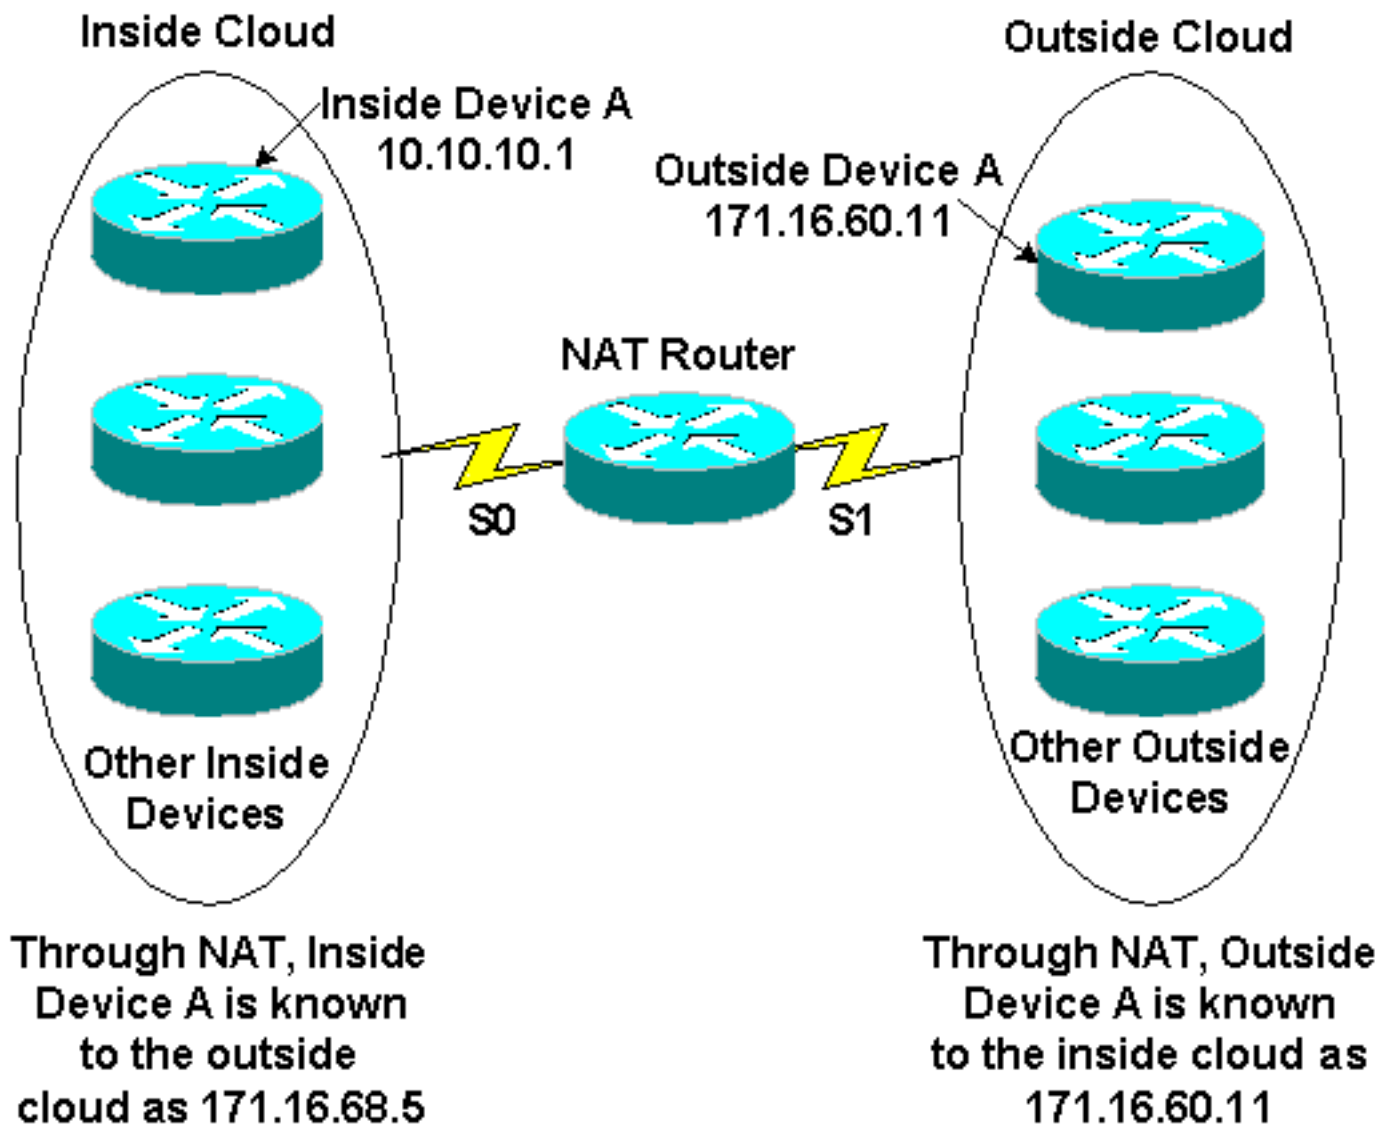 Inside Cloud
Outside Cloud
Inside Device A
10.10.10.1
Outside Device A
171.16.60.11
NAT Router
S0
S1
Other Inside
Devices
Other Outside
Devices
Through NAT, Inside
Device A is known
to the outside
cloud as 171.16.68.5
Through NAT, Outside
Device A is known
to the inside cloud as
171.16.60.11